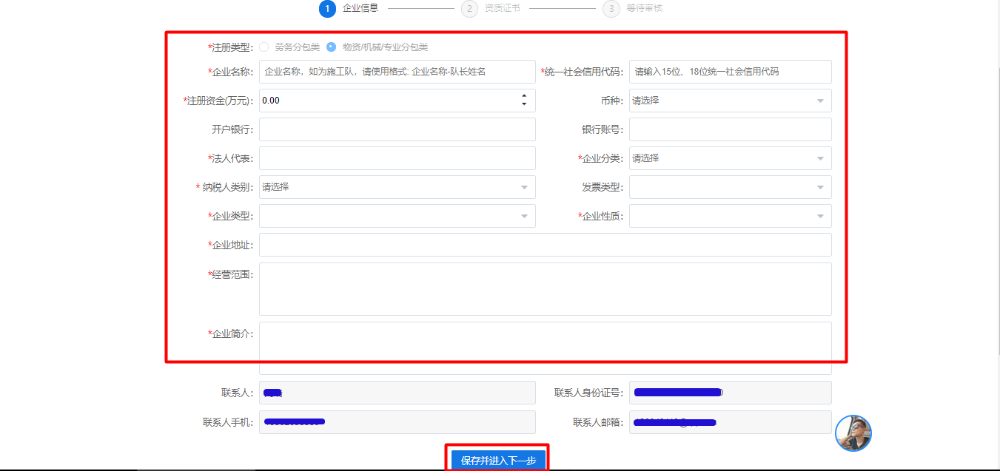 1 企业信息 2 资质证书 3 等待审核
*注册类型: 劳务分包类 物资/机械/专业分包类
*企业名称: 企业名称，如为施工队，请使用格式: 企业名称-队长姓名 *统一社会信用代码: 请输入15位、18位统一社会信用代码
*注册资金(万元): 0.00 币种: 请选择
开户银行: 银行账号:
*法人代表: *企业分类: 请选择
* 纳税人类别: 请选择 发票类型:
*企业类型: *企业性质:
*企业地址:
*经营范围:
*企业简介:
联系人: 联系人身份证号:
联系人手机: 联系人邮箱:
保存并进入下一步